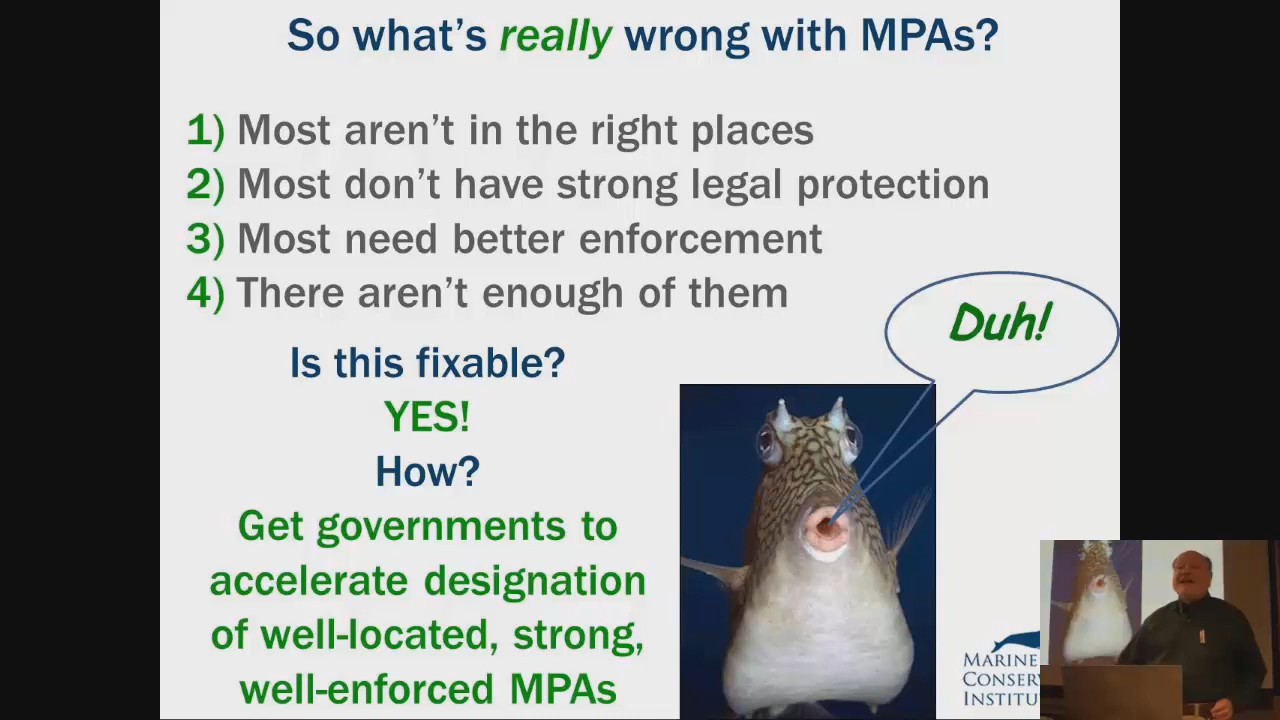 So what's really wrong with MPAs?
1) Most aren't in the right places
2) Most don't have strong legal protection
3) Most need better enforcement
4) There aren't enough of them
Duh!
Is this fixable?
YES!
How?
Get governments to
accelerate designation
of well-located, strong,
well-enforced MPAs
MARINE